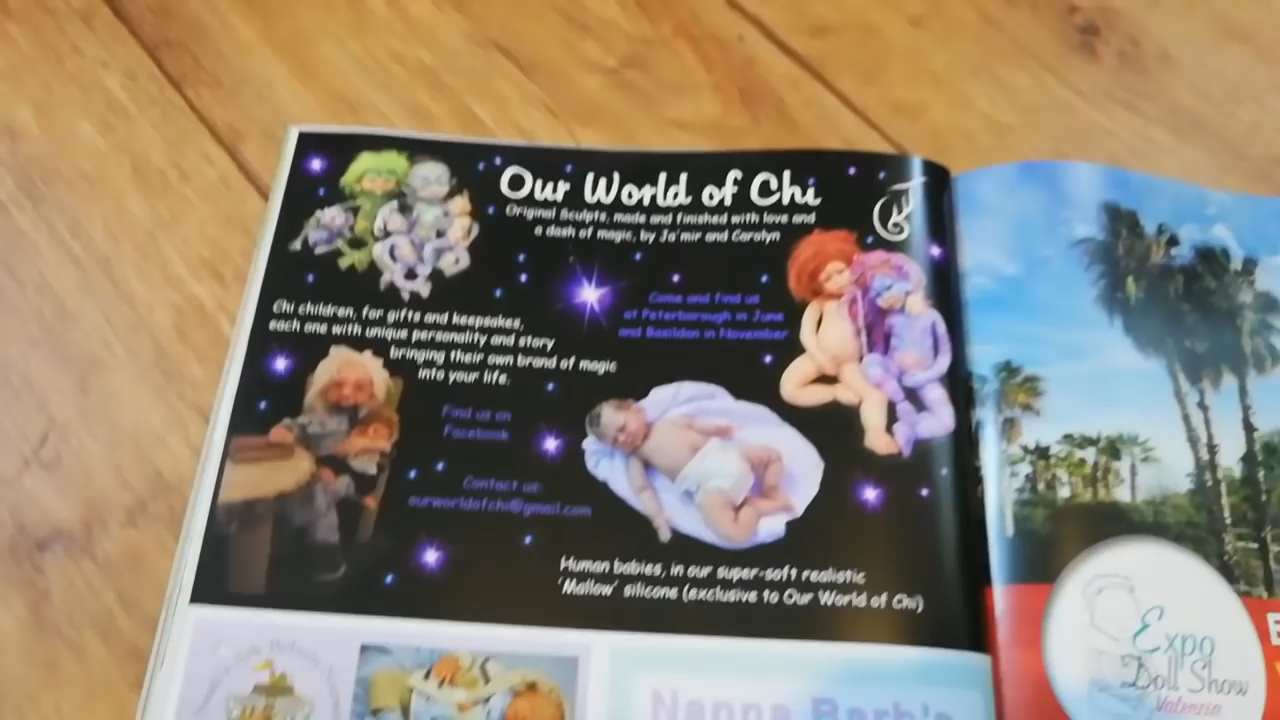 Our World of Chi
Original Sculpts, made and finished with love and
a dash of magic, by Ja'mir and Carolyn
Come and find us
at Peterborough in June
and Basildon in November
Chi children, for gifts and keepsakes,
each one with unique personality and story
bringing their own brand of magic
into your life.
Find us on
Facebook
Contact us:
ourworldofchi@gmail.com
Human babies, in our super-soft realistic
'Mallow' silicone (exclusive to Our World of Chi)
Nanna Barb's
Expo
Doll Show
Valencia